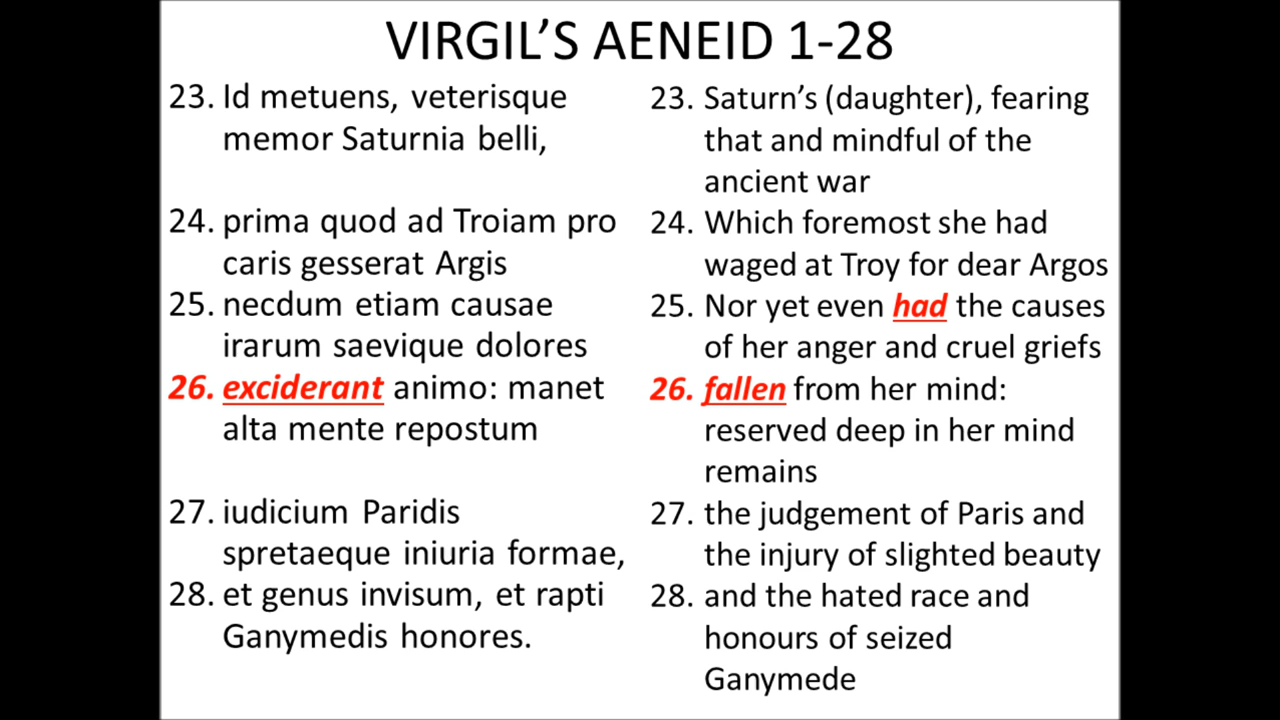 VIRGIL'S AENEID 1-28
23. Id metuens, veterisque
memor Saturnia belli,
24. prima quod ad Troiam pro
caris gesserat Argis
25. necdum etiam causae
irarum saevique dolores
26. exciderant animo: manet
alta mente repostum
27. iudicium Paridis
spretaeque iniuria formae,
28. et genus invisum, et rapti
Ganymedis honores.
23. Saturn's (daughter), fearing
that and mindful of the
ancient war
24. Which foremost she had
waged at Troy for dear Argos
25. Nor yet even had the causes
of her anger and cruel griefs
26. fallen from her mind:
reserved deep in her mind
remains
27. the judgement of Paris and
the injury of slighted beauty
28. and the hated race and
honours of seized
Ganymede